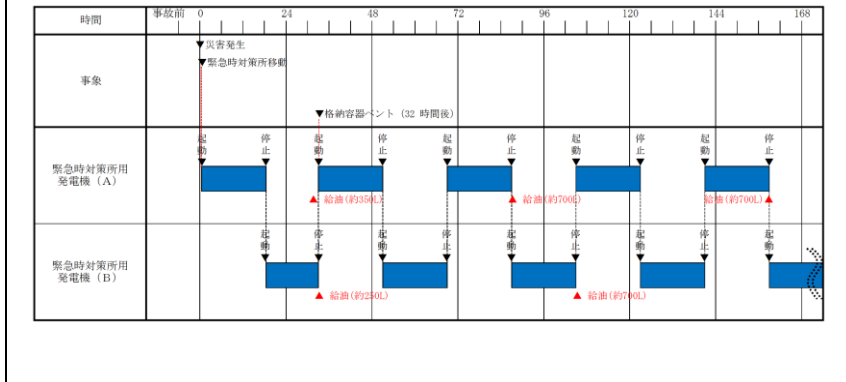 時間 事故前 0 24 48 72 96 120 144 168
事象
▼災害発生
▼緊急時対策所移動
▼格納容器ベント (32 時間後)
緊急時対策所用
発電機 (A)
起動 停止 起動 停止 起動 停止 起動 停止 起動 停止
▲ 給油(約350L) ▲ 給油(約700L) 給油(約700L) ▲
緊急時対策所用
発電機 (B)
起動 停止 起動 停止 起動 停止 起動 停止 起動
▲ 給油(約250L) ▲ 給油(約700L)